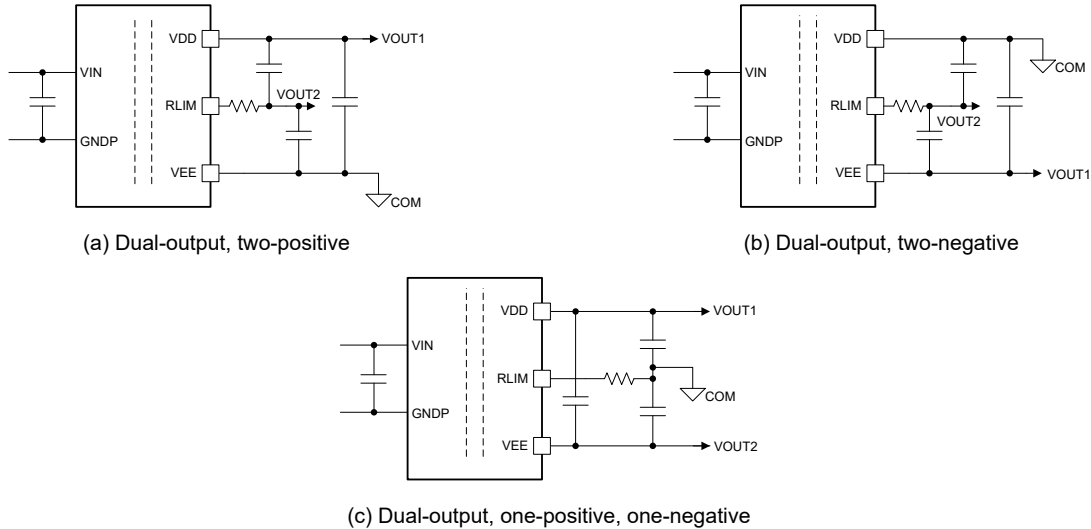 VDD
VOUT1
VIN
VOUT2
RLIM
GNDP
VEE
COM
(a) Dual-output, two-positive
VDD
COM
VIN
RLIM
VOUT2
GNDP
VEE
VOUT1
(b) Dual-output, two-negative
VDD
VOUT1
VIN
RLIM
COM
GNDP
VEE
VOUT2
(c) Dual-output, one-positive, one-negative